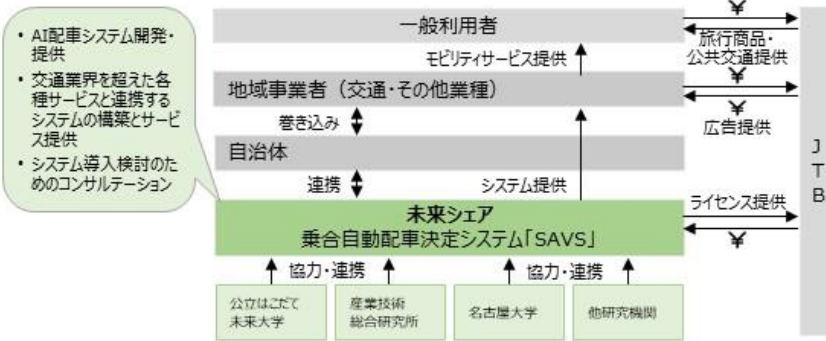 • AI配車システム開発・
提供
• 交通業界を超えた各
種サービスと連携する
システムの構築とサービ
ス提供
• システム導入検討のた
めのコンサルテーション
一般利用者
モビリティサービス提供
地域事業者（交通・その他業種）
巻き込み
自治体
連携
システム提供
未来シェア
乗合自動配車決定システム「SAVS」
協力・連携
協力・連携
公立はこだて
未来大学
産業技術
総合研究所
名古屋大学
他研究機関
¥
旅行商品・
公共交通提供
¥
¥
広告提供
ライセンス提供
¥
J
T
B